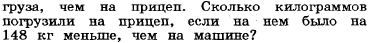 груза, чем на прицеп. Сколько килограммов
погрузили на прицеп, если на нем было на
148 кг меньше, чем на машине?